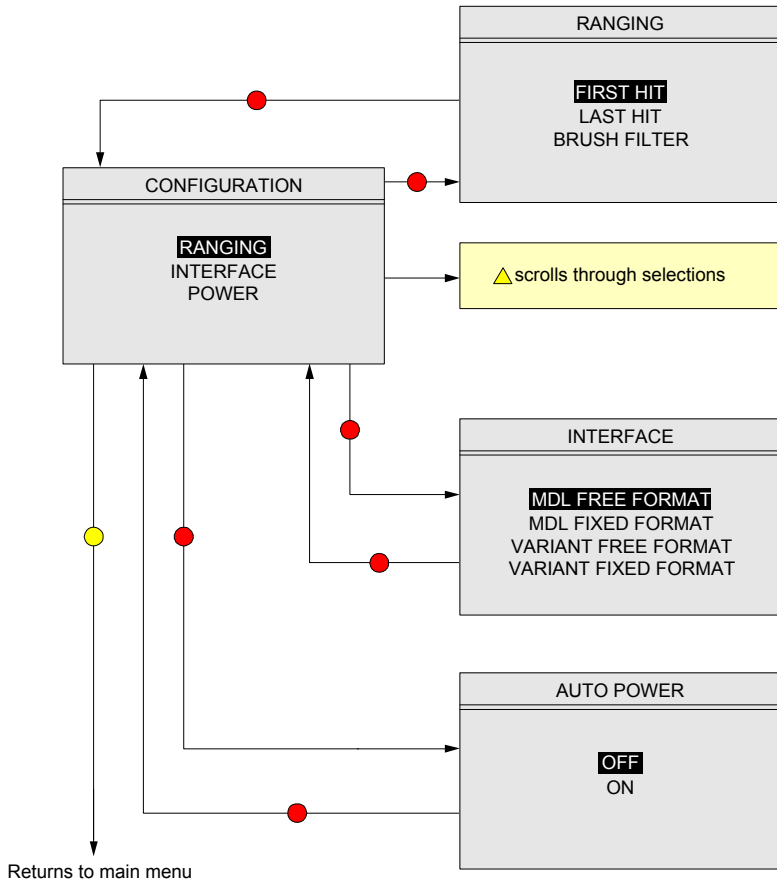 RANGING
FIRST HIT
LAST HIT
BRUSH FILTER
CONFIGURATION
RANGING
INTERFACE
POWER
scrolls through selections
INTERFACE
MDL FREE FORMAT
MDL FIXED FORMAT
VARIANT FREE FORMAT
VARIANT FIXED FORMAT
AUTO POWER
OFF
ON
Returns to main menu